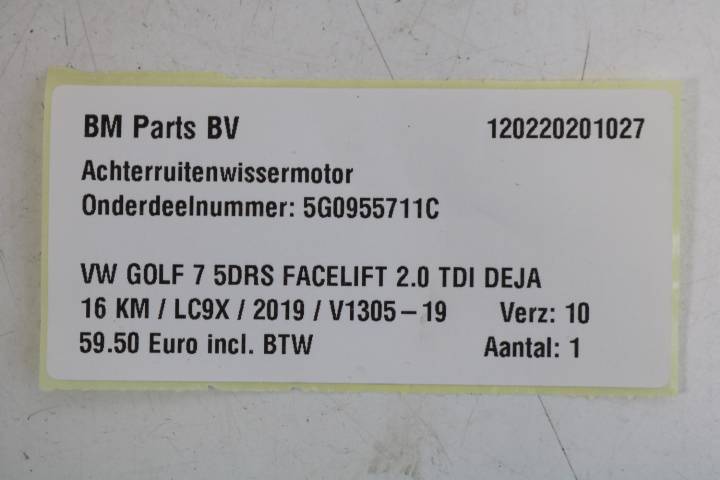 BM Parts BV 120220201027
Achterruitenwissermotor
Onderdeelnummer: 5G0955711C
VW GOLF 7 5DRS FACELIFT 2.0 TDI DEJA
16 KM / LC9X / 2019 / V1305-19 Verz: 10
59.50 Euro incl. BTW Aantal: 1